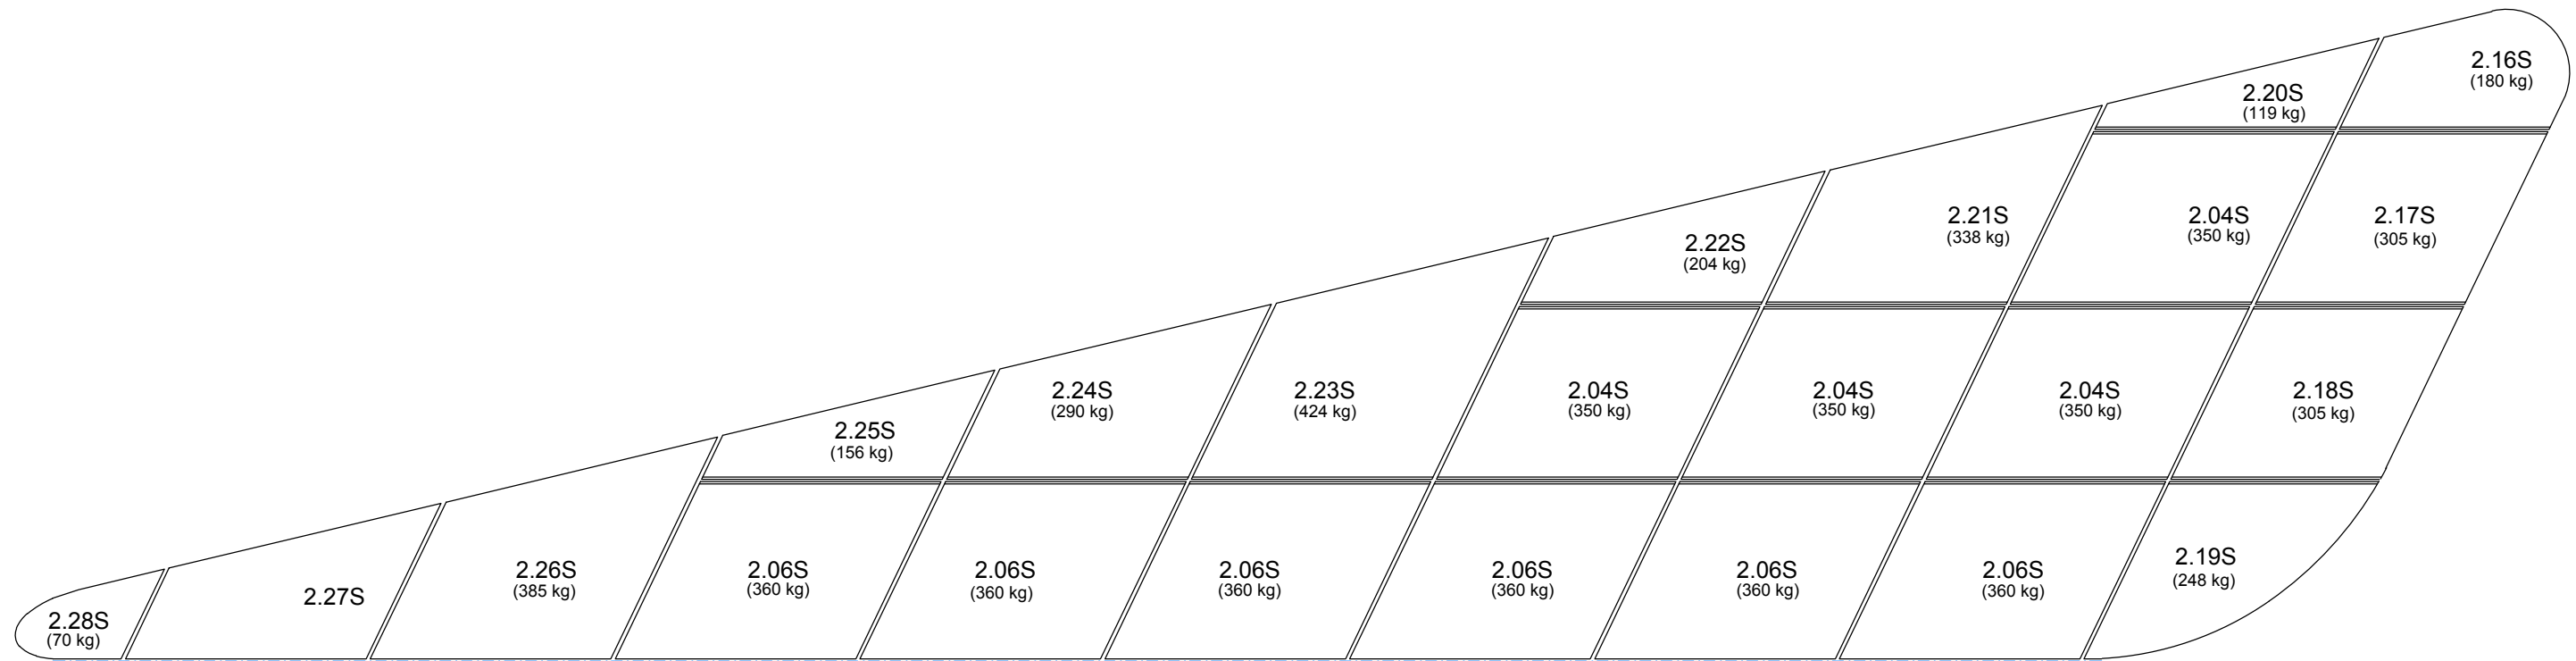 2.16S
(180 kg)
2.20S
(119 kg)
2.22S
(204 kg)
2.21S
(338 kg)
2.04S
(350 kg)
2.17S
(305 kg)
2.25S
(156 kg)
2.24S
(290 kg)
2.23S
(424 kg)
2.04S
(350 kg)
2.04S
(350 kg)
2.04S
(350 kg)
2.18S
(305 kg)
2.28S
(70 kg)
2.27S
2.26S
(385 kg)
2.06S
(360 kg)
2.06S
(360 kg)
2.06S
(360 kg)
2.06S
(360 kg)
2.06S
(360 kg)
2.06S
(360 kg)
2.19S
(248 kg)